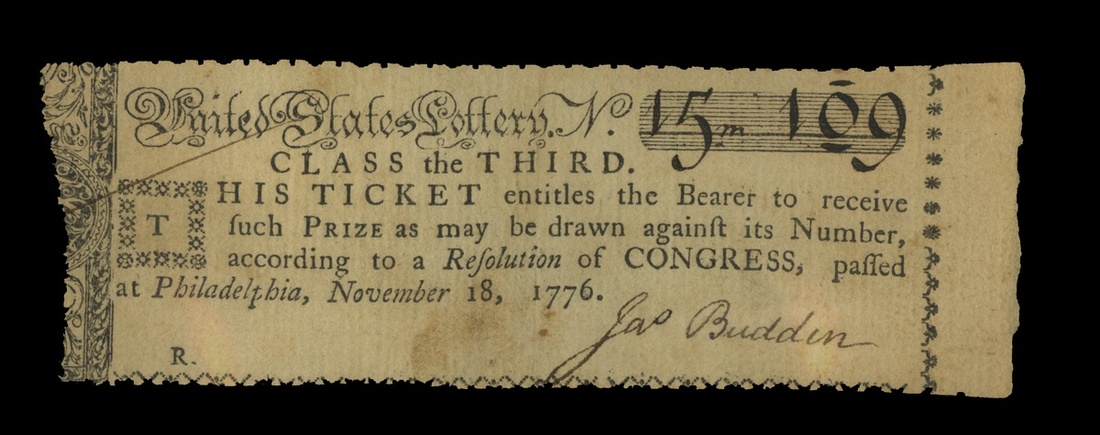 United States Lottery. Nº. 15m 109
CLASS the THIRD.
THIS TICKET entitles the Bearer to receive
ſuch PRIZE as may be drawn againſt its Number,
according to a Reſolution of CONGRESS, paſſed
at Philadelphia, November 18, 1776.
Jaˢ Budden
R.